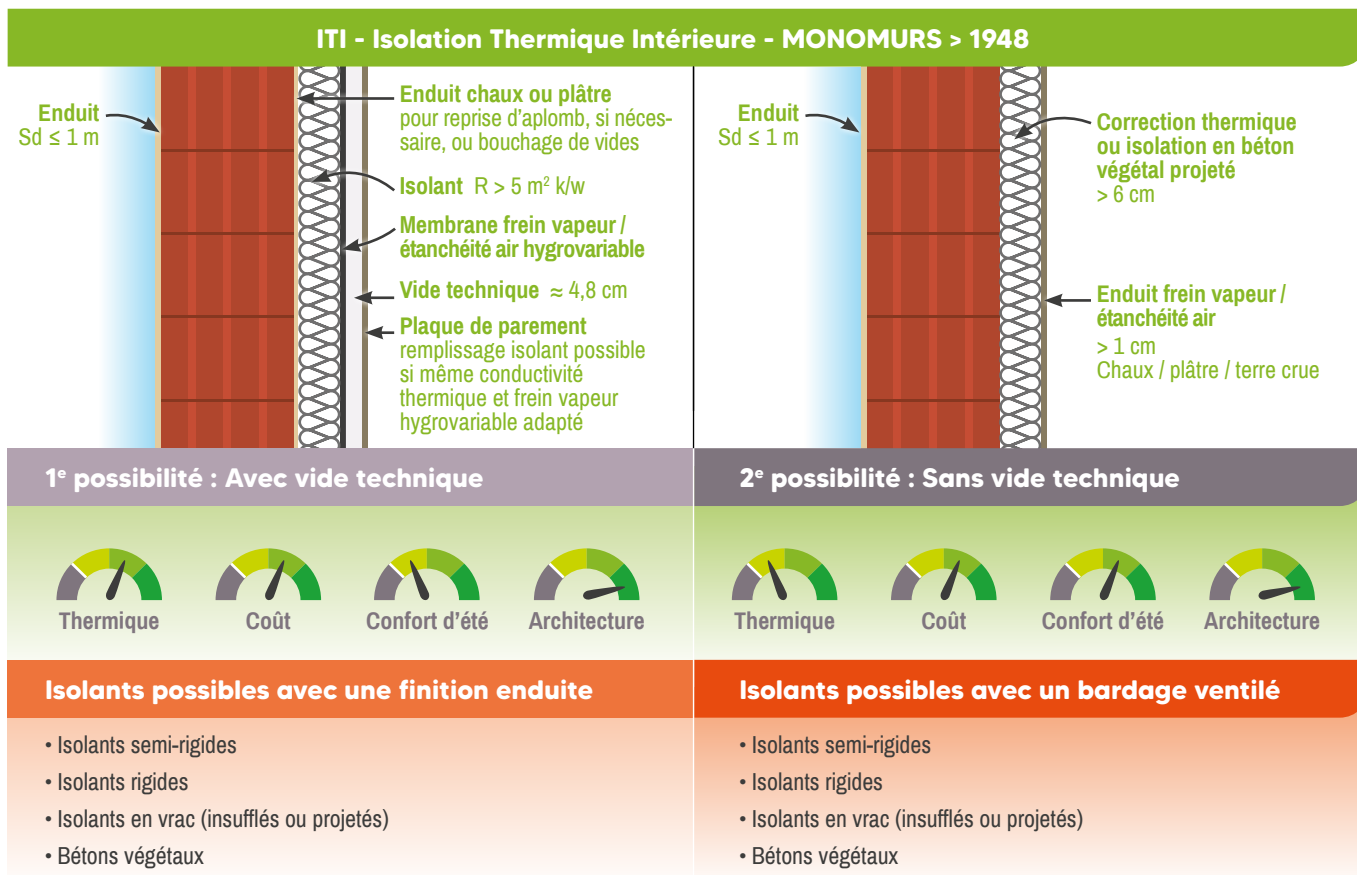 ITI - Isolation Thermique Intérieure - MONOMURS > 1948
Enduit
Sd ≤ 1 m
Enduit chaux ou plâtre
pour reprise d'aplomb, si néces-
saire, ou bouchage de vides
Isolant R > 5 m² k/w
Membrane frein vapeur /
étanchéité air hygrovariable
Vide technique ≈ 4,8 cm
Plaque de parement
remplissage isolant possible
si même conductivité
thermique et frein vapeur
hygrovariable adapté
Enduit
Sd ≤ 1 m
Correction thermique
ou isolation en béton
végétal projeté
> 6 cm
Enduit frein vapeur /
étanchéité air
> 1 cm
Chaux / plâtre / terre crue
1e possibilité : Avec vide technique
Thermique
Coût
Confort d'été
Architecture
2e possibilité : Sans vide technique
Thermique
Coût
Confort d'été
Architecture
Isolants possibles avec une finition enduite
• Isolants semi-rigides
• Isolants rigides
• Isolants en vrac (insufflés ou projetés)
• Bétons végétaux
Isolants possibles avec un bardage ventilé
• Isolants semi-rigides
• Isolants rigides
• Isolants en vrac (insufflés ou projetés)
• Bétons végétaux